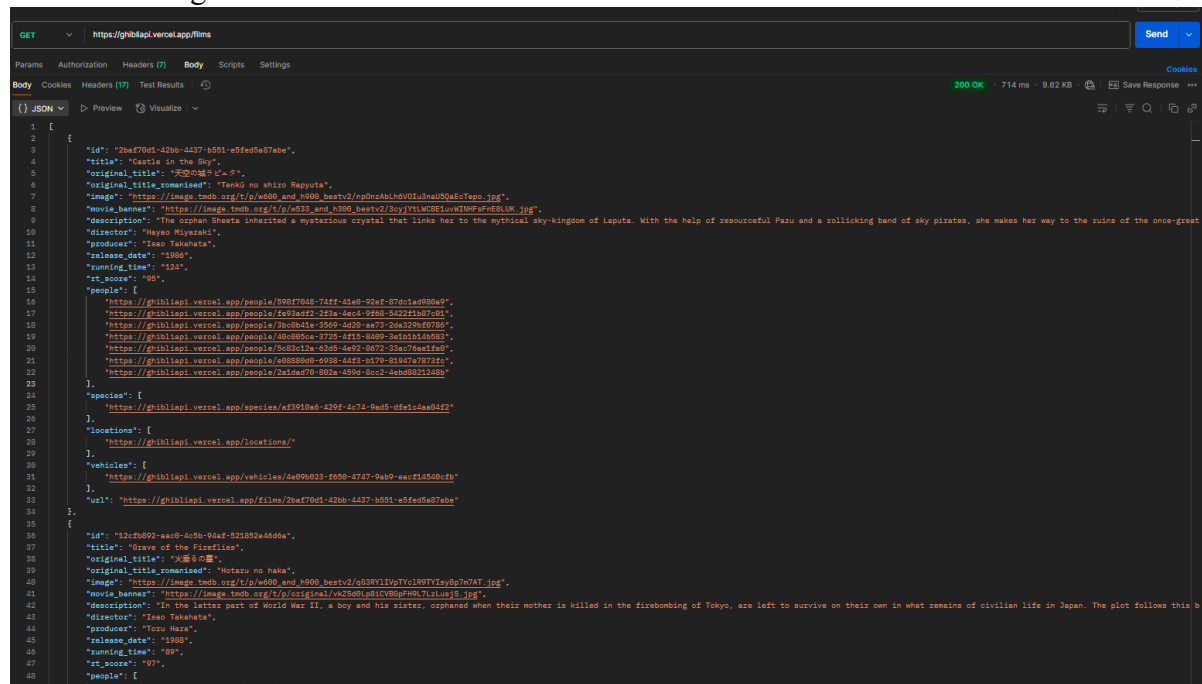 GET https://ghibliapi.vercel.app/films Send
Params Authorization Headers (7) Body Scripts Settings Cookies
Body Cookies Headers (17) Test Results 200 OK 714 ms 9.62 KB Save Response
{} JSON Preview Visualize
1 [
2 {
3 "id": "2baf70d1-42bb-4437-b551-e5fed5a87abe",
4 "title": "Castle in the Sky",
5 "original_title": "天空の城ラピュタ",
6 "original_title_romanised": "Tenkū no shiro Rapyuta",
7 "image": "https://image.tmdb.org/t/p/w600_and_h900_bestv2/npOnzAbLh6VOIu3naU5QaEcTepo.jpg",
8 "movie_banner": "https://image.tmdb.org/t/p/w533_and_h300_bestv2/3cyjYtLWCBE1uvWINHFsFnE8LUK.jpg",
9 "description": "The orphan Sheeta inherited a mysterious crystal that links her to the mythical sky-kingdom of Laputa. With the help of resourceful Pazu and a rollicking band of sky pirates, she makes her way to the ruins of the once-great
10 "director": "Hayao Miyazaki",
11 "producer": "Isao Takahata",
12 "release_date": "1986",
13 "running_time": "124",
14 "rt_score": "95",
15 "people": [
16 "https://ghibliapi.vercel.app/people/598f7048-74ff-41e0-92ef-87dc1ad980a9",
17 "https://ghibliapi.vercel.app/people/fe93adf2-2f3a-4ec4-9f68-5422f1b87c01",
18 "https://ghibliapi.vercel.app/people/3bc0b41e-3569-4d20-ae73-2da329bf0786",
19 "https://ghibliapi.vercel.app/people/40c005ce-3725-4f15-8409-3e1b1b14b583",
20 "https://ghibliapi.vercel.app/people/5c83c12a-62d5-4e92-8672-33ac76ae1fa0",
21 "https://ghibliapi.vercel.app/people/e08880d0-6938-44f3-b179-81947e7873fc",
22 "https://ghibliapi.vercel.app/people/2a1dad70-802a-459d-8cc2-4ebd8821248b"
23 ],
24 "species": [
25 "https://ghibliapi.vercel.app/species/af3910a6-429f-4c74-9ad5-dfe1c4aa04f2"
26 ],
27 "locations": [
28 "https://ghibliapi.vercel.app/locations/"
29 ],
30 "vehicles": [
31 "https://ghibliapi.vercel.app/vehicles/4e09b023-f650-4747-9ab9-eacf14540cfb"
32 ],
33 "url": "https://ghibliapi.vercel.app/films/2baf70d1-42bb-4437-b551-e5fed5a87abe"
34 },
35 {
36 "id": "12cfb892-aac0-4c5b-94af-521852e46d6a",
37 "title": "Grave of the Fireflies",
38 "original_title": "火垂るの墓",
39 "original_title_romanised": "Hotaru no haka",
40 "image": "https://image.tmdb.org/t/p/w600_and_h900_bestv2/qG3RYlIVpTYclR9TYIsy8p7m7AT.jpg",
41 "movie_banner": "https://image.tmdb.org/t/p/original/vkZSd0Lp8iCVBGpFH9L7LzLusjS.jpg",
42 "description": "In the latter part of World War II, a boy and his sister, orphaned when their mother is killed in the firebombing of Tokyo, are left to survive on their own in what remains of civilian life in Japan. The plot follows this b
43 "director": "Isao Takahata",
44 "producer": "Toru Hara",
45 "release_date": "1988",
46 "running_time": "89",
47 "rt_score": "97",
48 "people": [